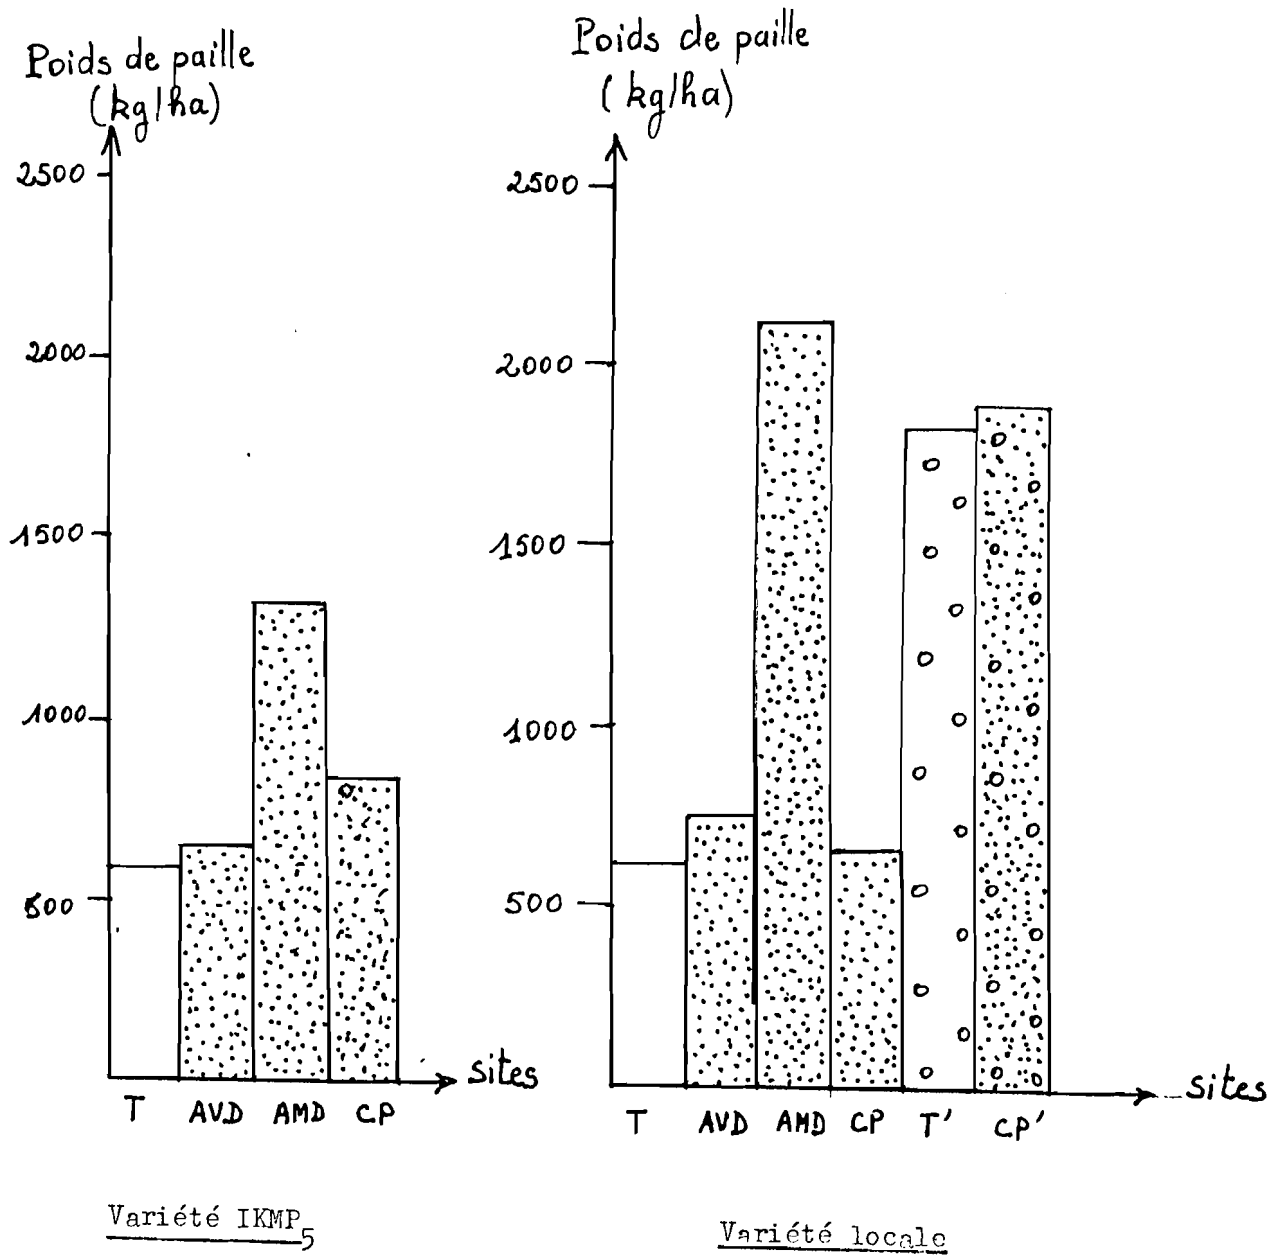 Poids de paille
(kg/ha)
2500
2000
1500
1000
500
sites
T AVD AMD CP
Variété IKMP5
Poids de paille
(kg/ha)
2500
2000
1500
1000
500
sites
T AVD AMD CP T' CP'
Variété locale